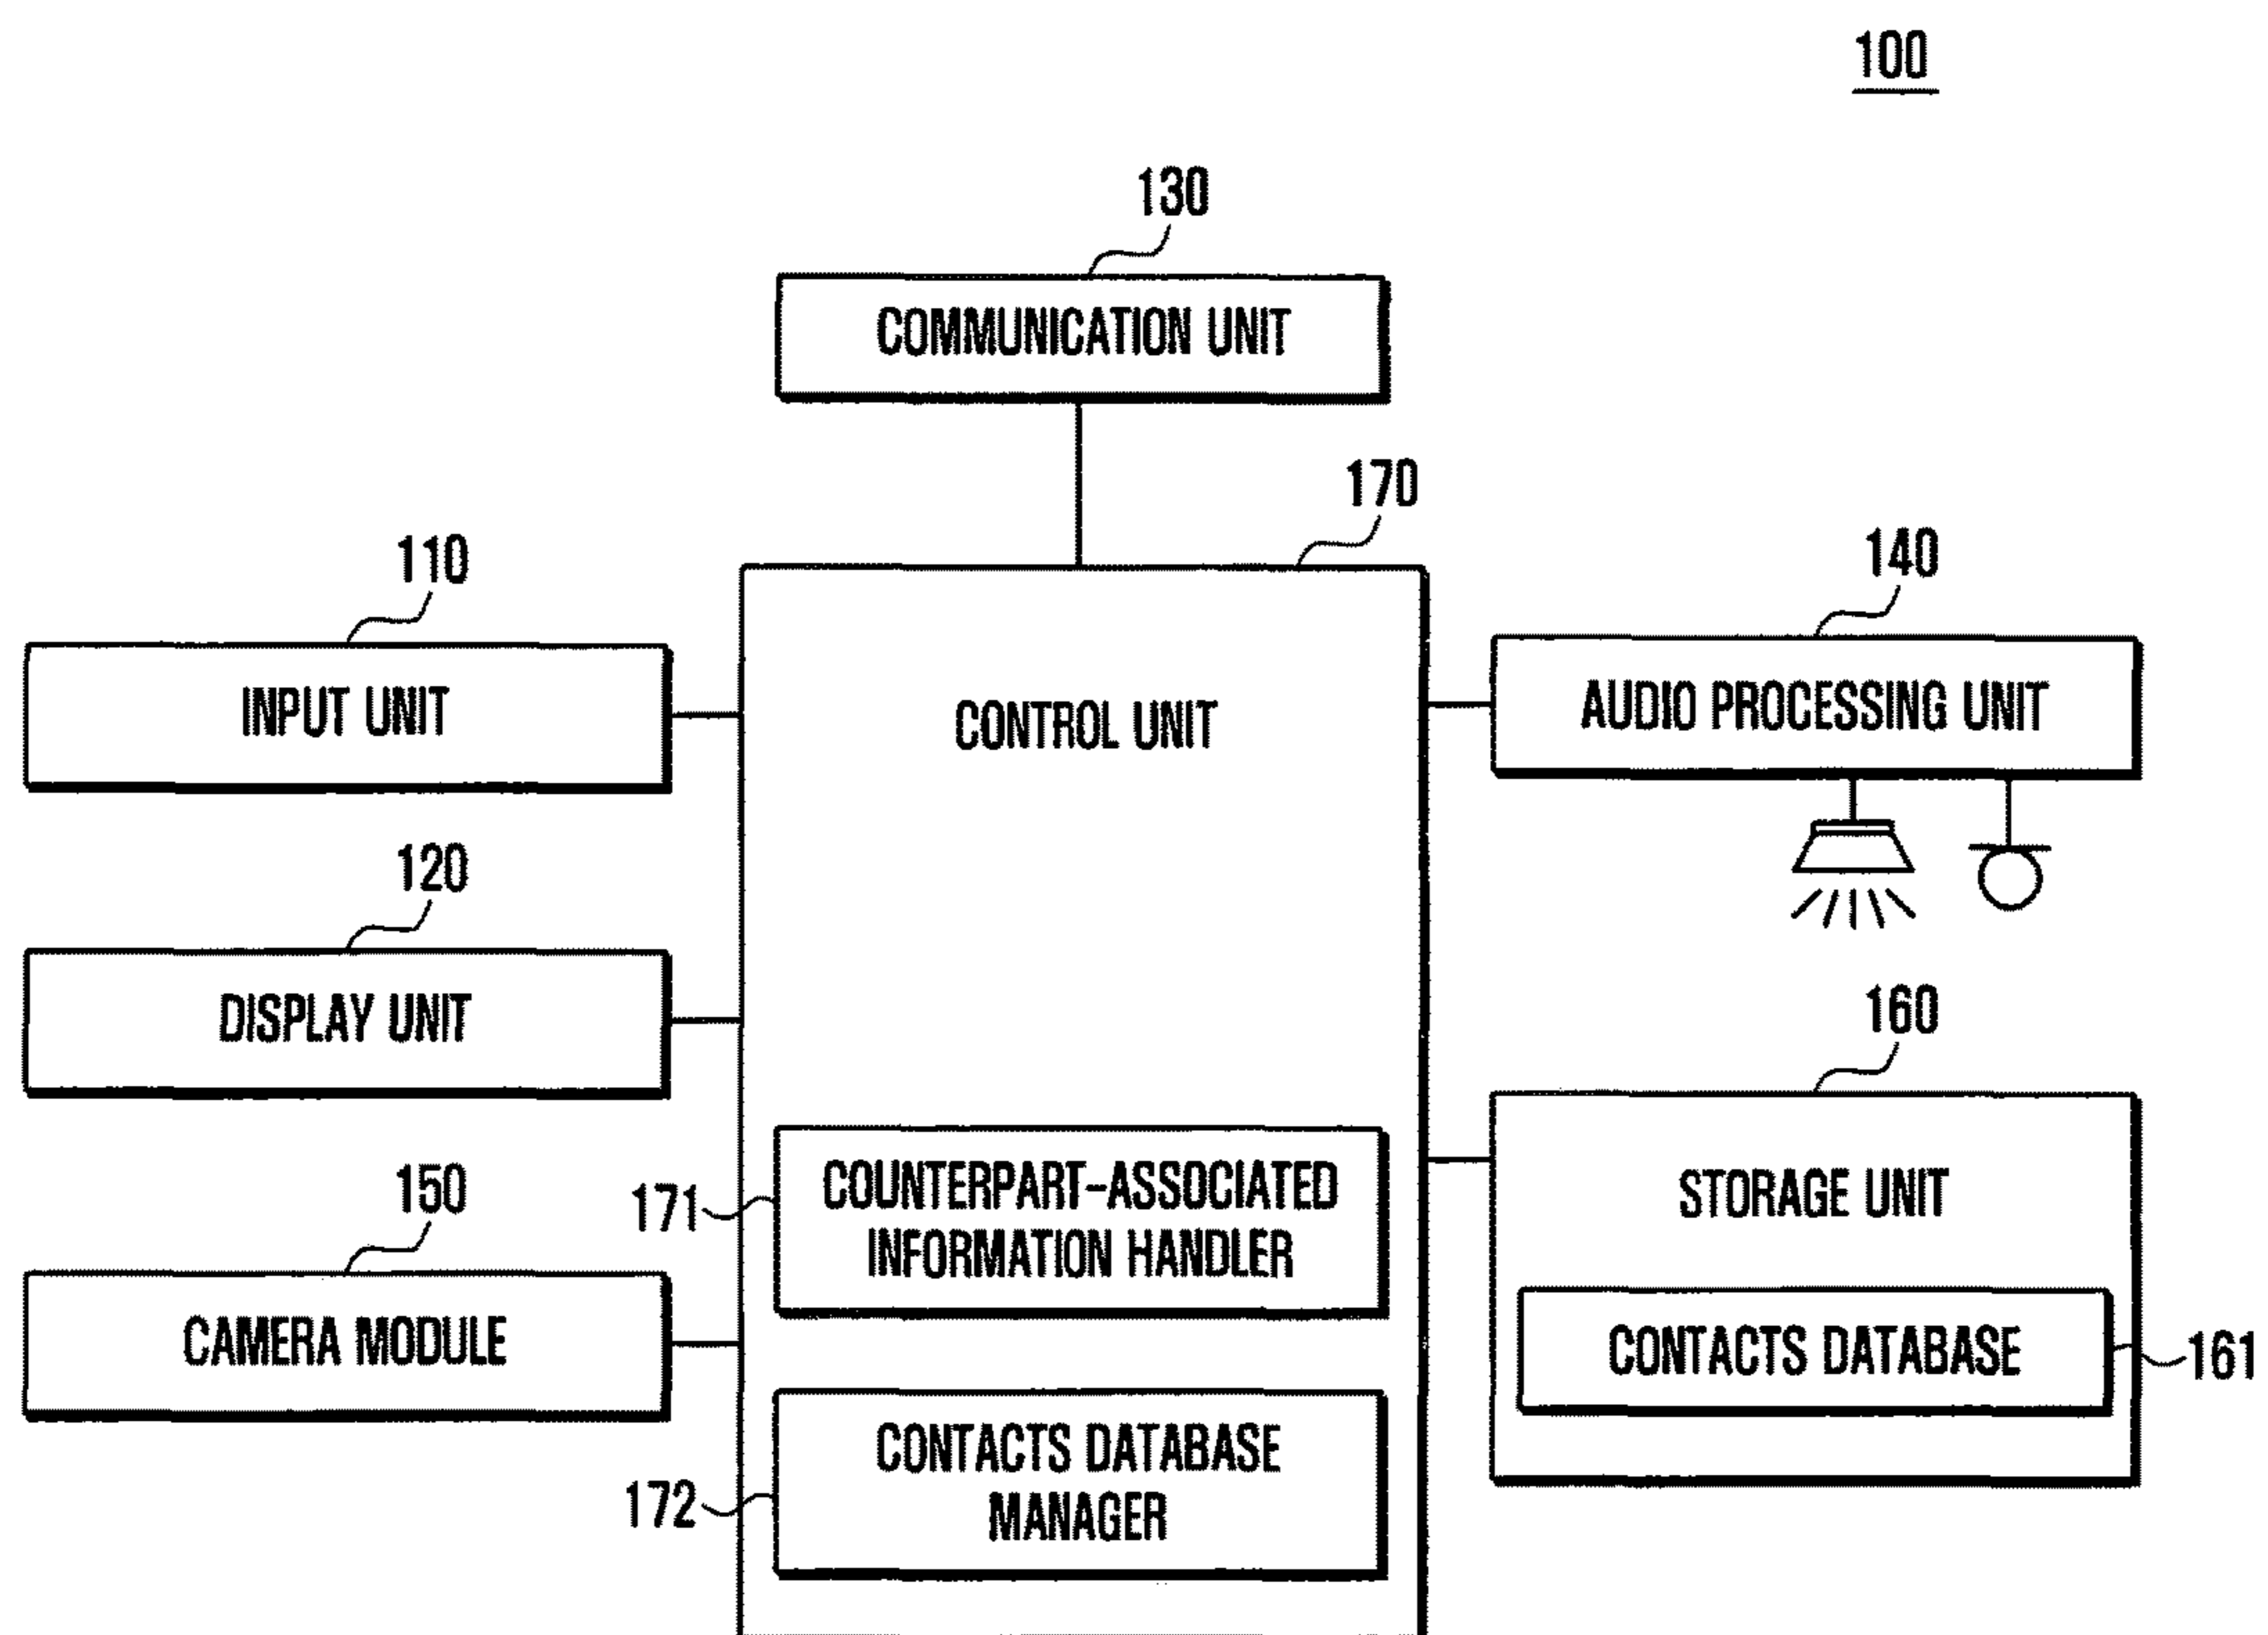 100
130
COMMUNICATION UNIT
170
110
INPUT UNIT
CONTROL UNIT
140
AUDIO PROCESSING UNIT
120
DISPLAY UNIT
160
STORAGE UNIT
150
CAMERA MODULE
171
COUNTERPART-ASSOCIATED
INFORMATION HANDLER
CONTACTS DATABASE
161
172
CONTACTS DATABASE
MANAGER